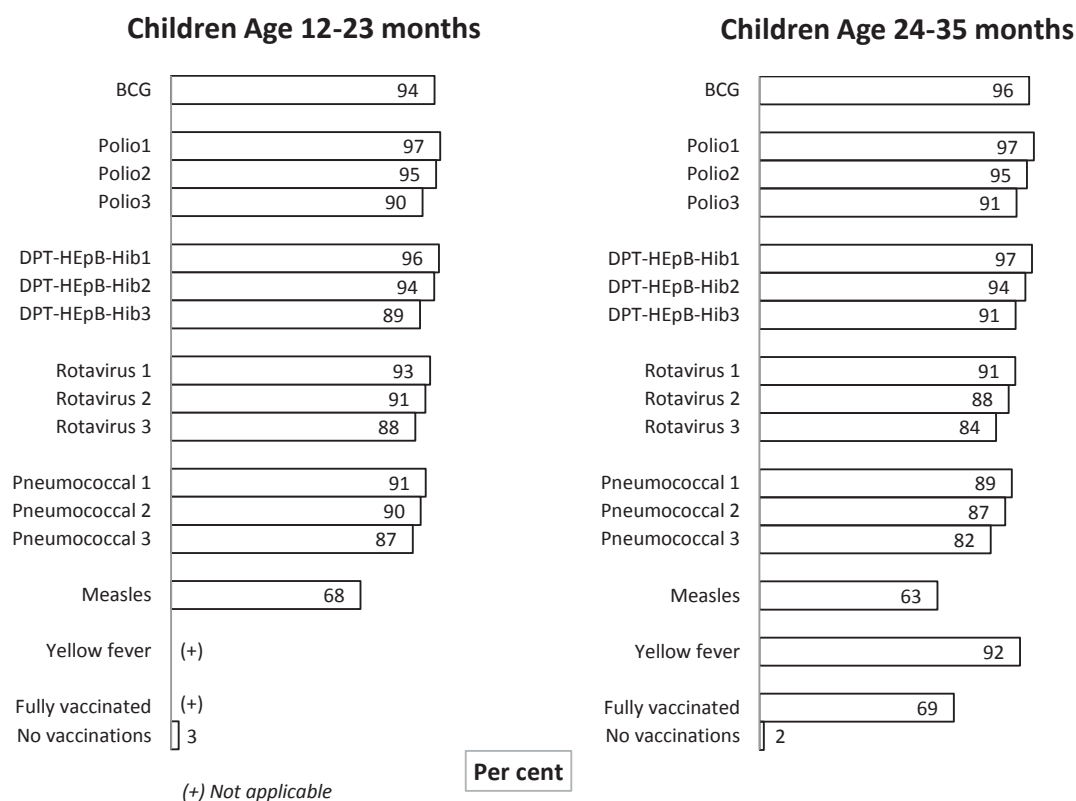 Children Age 12-23 months
BCG 94
Polio1 97
Polio2 95
Polio3 90
DPT-HEpB-Hib1 96
DPT-HEpB-Hib2 94
DPT-HEpB-Hib3 89
Rotavirus 1 93
Rotavirus 2 91
Rotavirus 3 88
Pneumococcal 1 91
Pneumococcal 2 90
Pneumococcal 3 87
Measles 68
Yellow fever (+)
Fully vaccinated (+)
No vaccinations 3
(+) Not applicable
Children Age 24-35 months
BCG 96
Polio1 97
Polio2 95
Polio3 91
DPT-HEpB-Hib1 97
DPT-HEpB-Hib2 94
DPT-HEpB-Hib3 91
Rotavirus 1 91
Rotavirus 2 88
Rotavirus 3 84
Pneumococcal 1 89
Pneumococcal 2 87
Pneumococcal 3 82
Measles 63
Yellow fever 92
Fully vaccinated 69
No vaccinations 2
Per cent